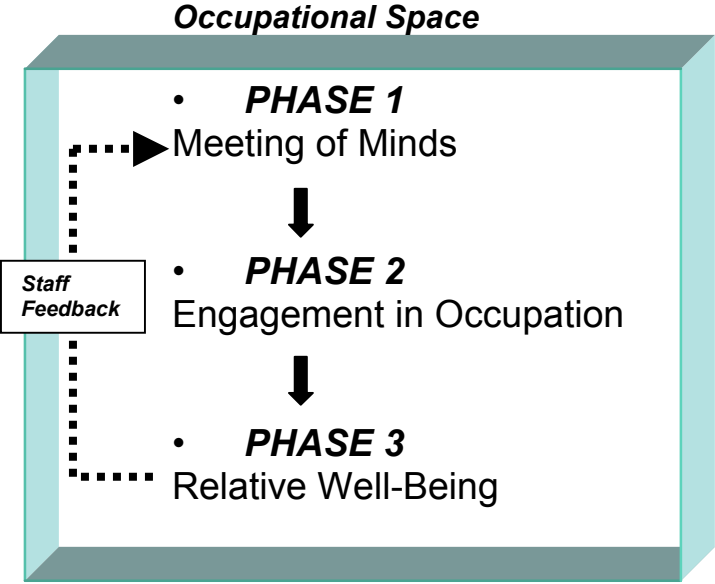 Occupational Space
• PHASE 1
Meeting of Minds
• PHASE 2
Staff
Feedback
Engagement in Occupation
• PHASE 3
Relative Well-Being